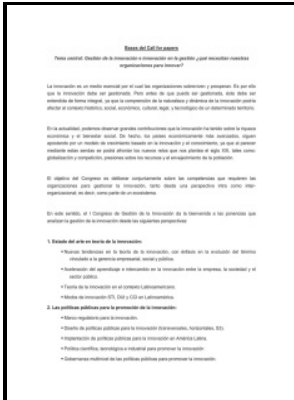 Bases del Call for papers
Tema central: Gestión de la innovación e innovación en la gestión ¿qué necesitan nuestras
organizaciones para innovar?
La innovación es un medio esencial por el cual las organizaciones sobreviven y prosperan. Es por ello
que la innovación debe ser gestionada. Pero antes de que pueda ser gestionada, ésta debe ser
entendida de forma integral, ya que la comprensión de la naturaleza y dinámica de la innovación podría
afectar el contexto histórico, social, económico, cultural, legal, y tecnológico de un determinado territorio.
En la actualidad, podemos observar grandes contribuciones que la innovación ha tenido sobre la riqueza
económica y el bienestar social. De hecho, los países económicamente más avanzados, siguen
apostando por un modelo de crecimiento basado en la innovación y el conocimiento, ya que al parecer
mediante estas sendas se podrá afrontar los nuevos retos que nos plantea el siglo XXI, tales como:
globalización y competición, presiones sobre los recursos y el envejecimiento de la población.
El objetivo del Congreso es deliberar conjuntamente sobre las competencias que requieren las
organizaciones para gestionar la innovación, tanto desde una perspectiva intra como inter-
organizacional, es decir, como parte de un ecosistema.
En este sentido, el I Congreso de Gestión de la Innovación da la bienvenida a las ponencias que
analizan la gestión de la innovación desde las siguientes perspectivas:
1. Estado del arte en teoría de la innovación:
• Nuevas tendencias en la teoría de la innovación, con énfasis en la evolución del término
vinculado a la gerencia empresarial, social y pública.
• Aceleración del aprendizaje e intercambio en la innovación entre la empresa, la sociedad y el
sector público.
• Teoría de la innovación en el contexto Latinoamericano.
• Modos de innovación STI, DUI y CCI en Latinoamérica.
2. Las políticas públicas para la promoción de la innovación:
• Marco regulatorio para la innovación.
• Diseño de políticas públicas para la innovación (transversales, horizontales, 3D).
• Implantación de políticas públicas para la innovación en América Latina.
• Política científica, tecnológica e industrial para promover la innovación
• Gobernanza multinivel de las políticas públicas para promover la innovación